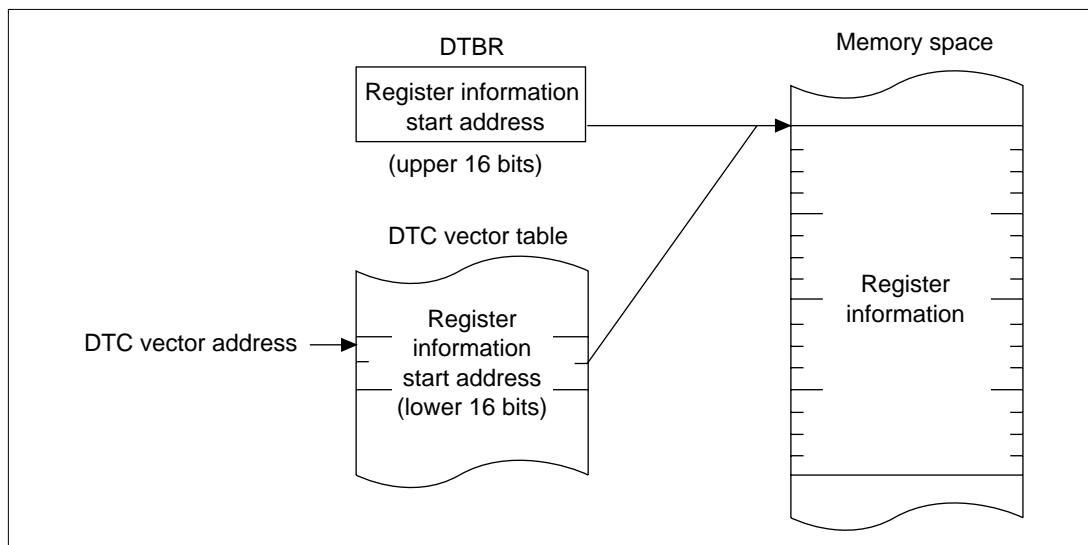 DTBR
Register information
start address
(upper 16 bits)
DTC vector table
DTC vector address
Register
information
start address
(lower 16 bits)
Memory space
Register
information